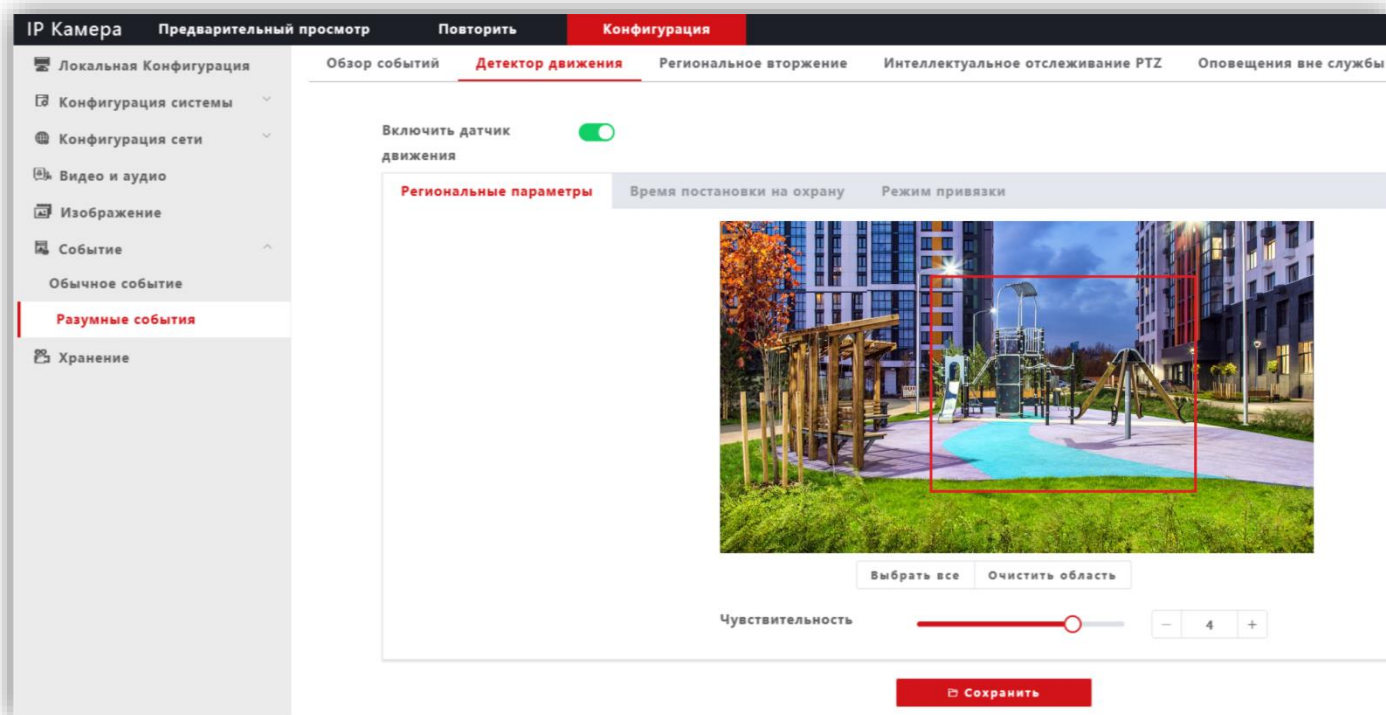 IP Камера Предварительный просмотр Повторить Конфигурация
Локальная Конфигурация
Конфигурация системы
Конфигурация сети
Видео и аудио
Изображение
Событие
Обычное событие
Разумные события
Хранение
Обзор событий Детектор движения Региональное вторжение Интеллектуальное отслеживание PTZ Оповещения вне службы
Включить датчик
движения
Региональные параметры Время постановки на охрану Режим привязки
Выбрать все Очистить область
Чувствительность − 4 +
Сохранить